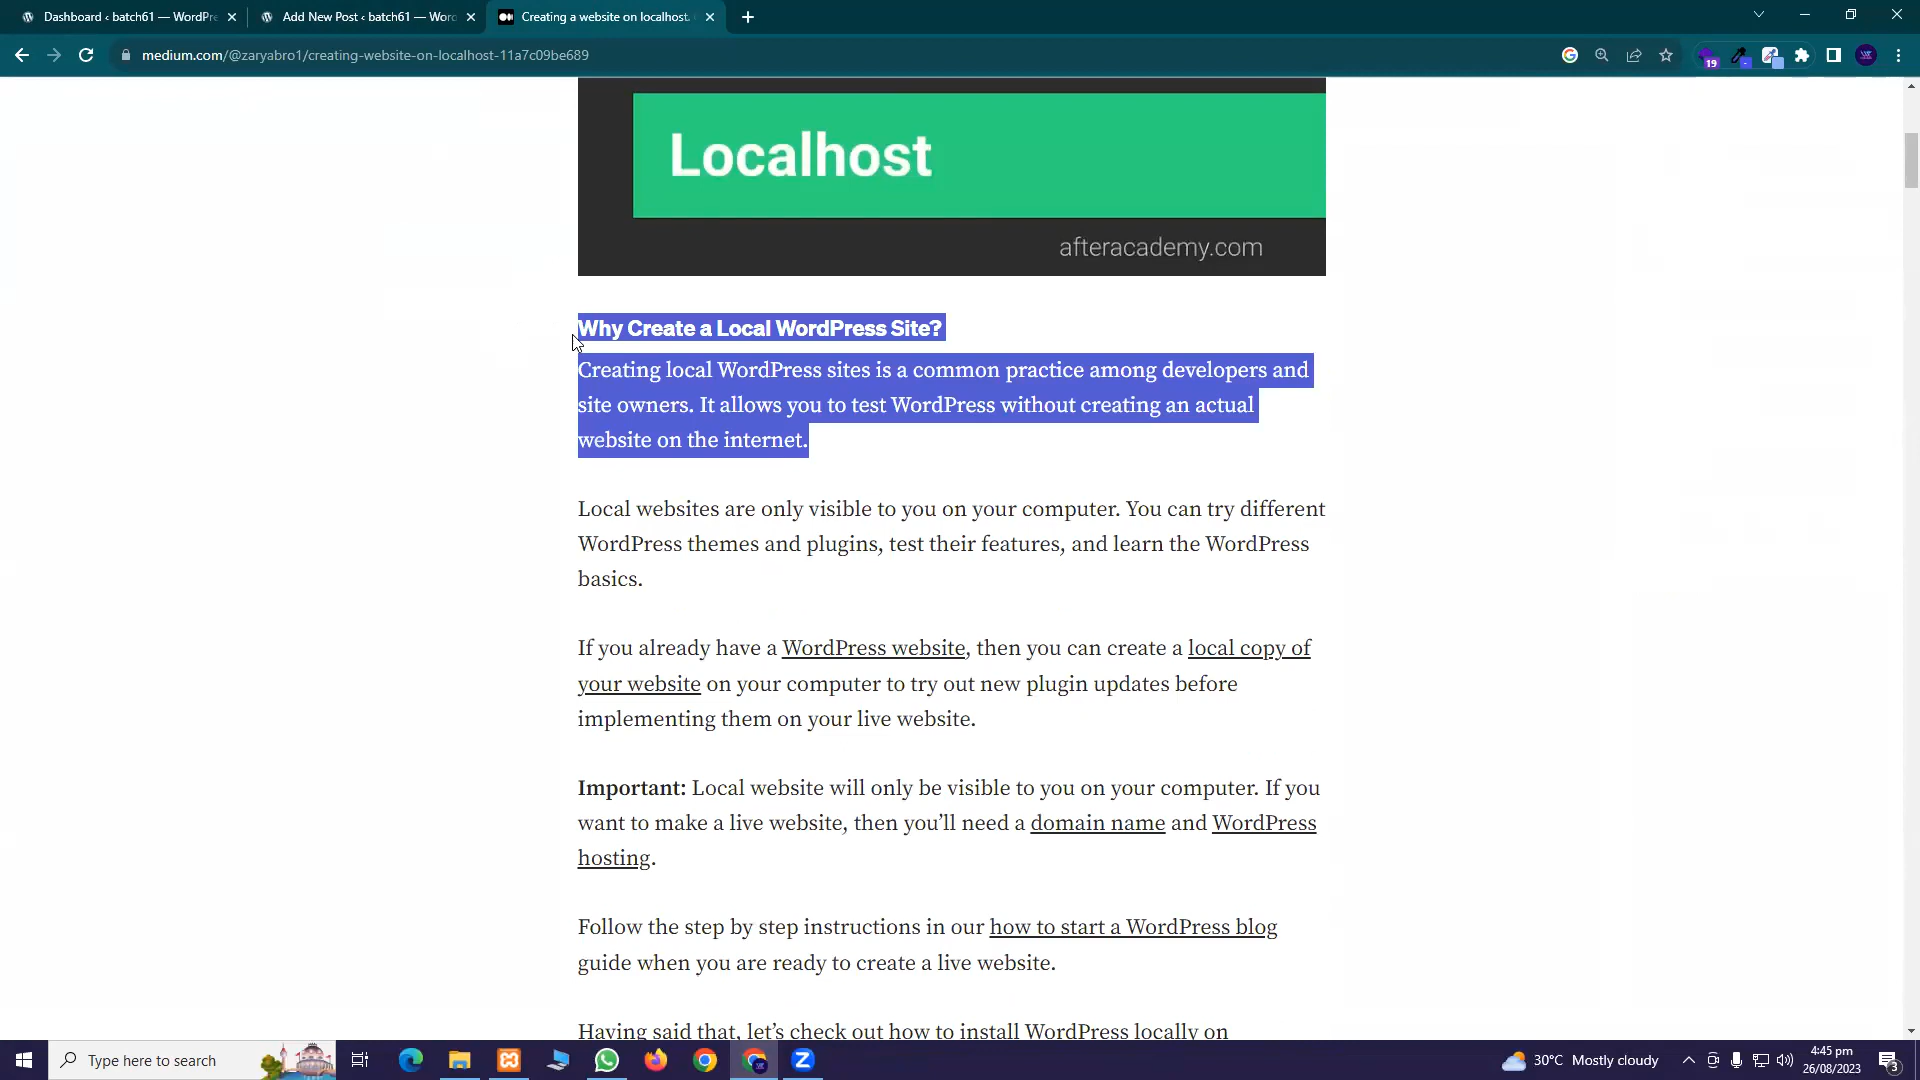 Dashboard ‹ batch61 — WordPre
Add New Post ‹ batch61 — Word
Creating a website on localhost.
medium.com/@zaryabro1/creating-website-on-localhost-11a7c09be689
19
Localhost
afteracademy.com
Why Create a Local WordPress Site?
Creating local WordPress sites is a common practice among developers and
site owners. It allows you to test WordPress without creating an actual
website on the internet.
Local websites are only visible to you on your computer. You can try different
WordPress themes and plugins, test their features, and learn the WordPress
basics.
If you already have a WordPress website, then you can create a local copy of
your website on your computer to try out new plugin updates before
implementing them on your live website.
Important: Local website will only be visible to you on your computer. If you
want to make a live website, then you’ll need a domain name and WordPress
hosting.
Follow the step by step instructions in our how to start a WordPress blog
guide when you are ready to create a live website.
Having said that, let’s check out how to install WordPress locally on
Type here to search
30°C Mostly cloudy
4:45 pm
26/08/2023
3